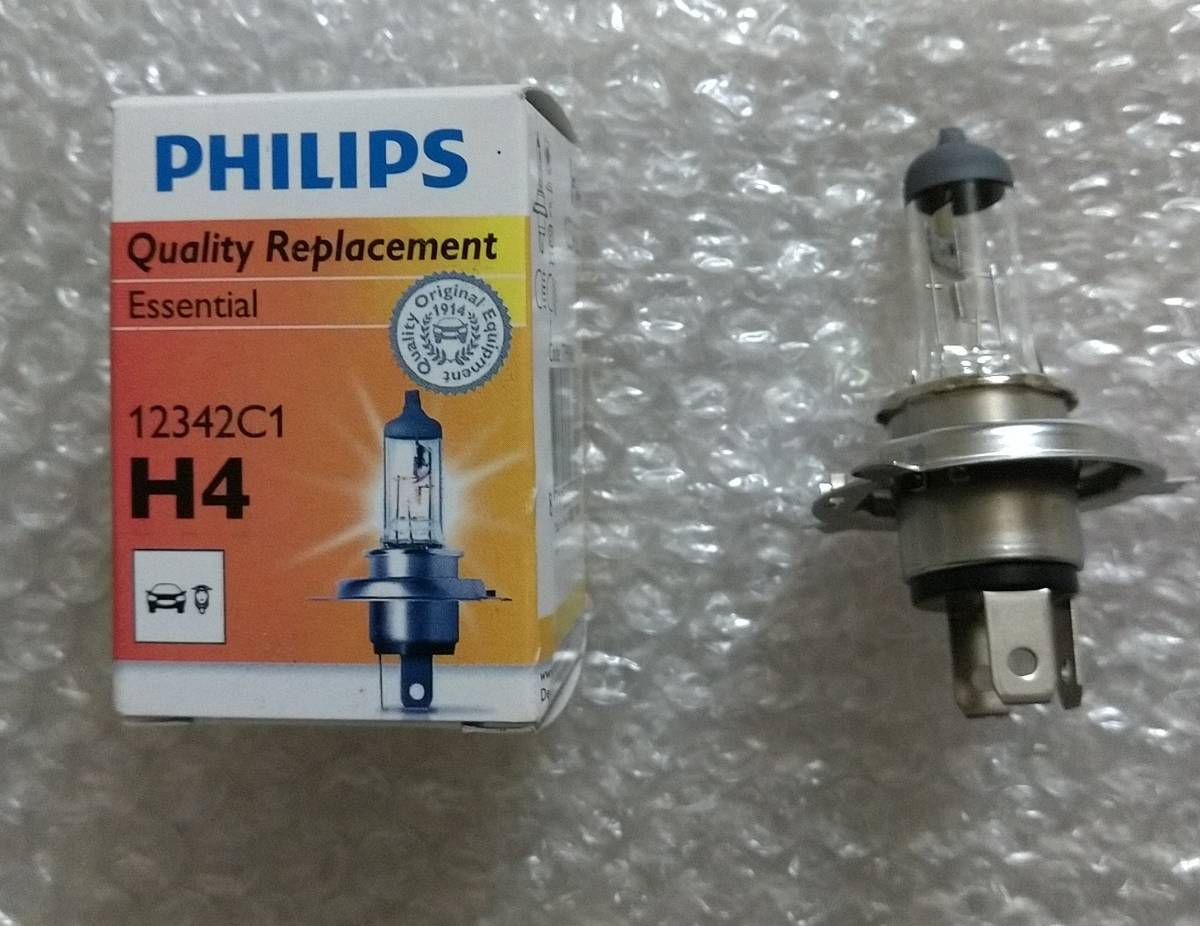 PHILIPS
Quality Replacement
Essential
Quality Original Equipment
1914
12342C1
H4